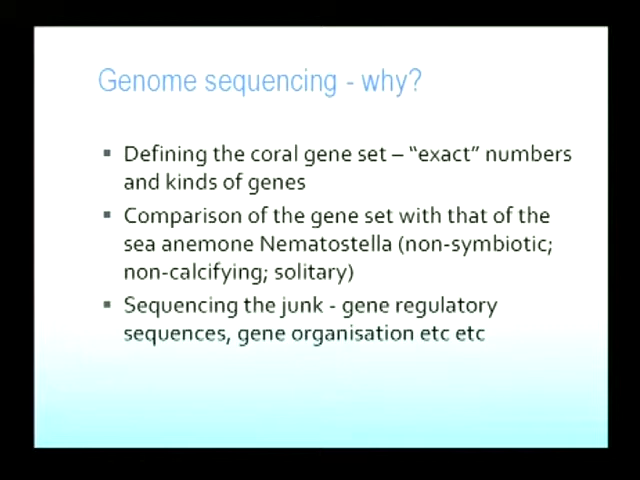 Genome sequencing - why?
▪ Defining the coral gene set – “exact” numbers
and kinds of genes
▪ Comparison of the gene set with that of the
sea anemone Nematostella (non-symbiotic;
non-calcifying; solitary)
▪ Sequencing the junk - gene regulatory
sequences, gene organisation etc etc